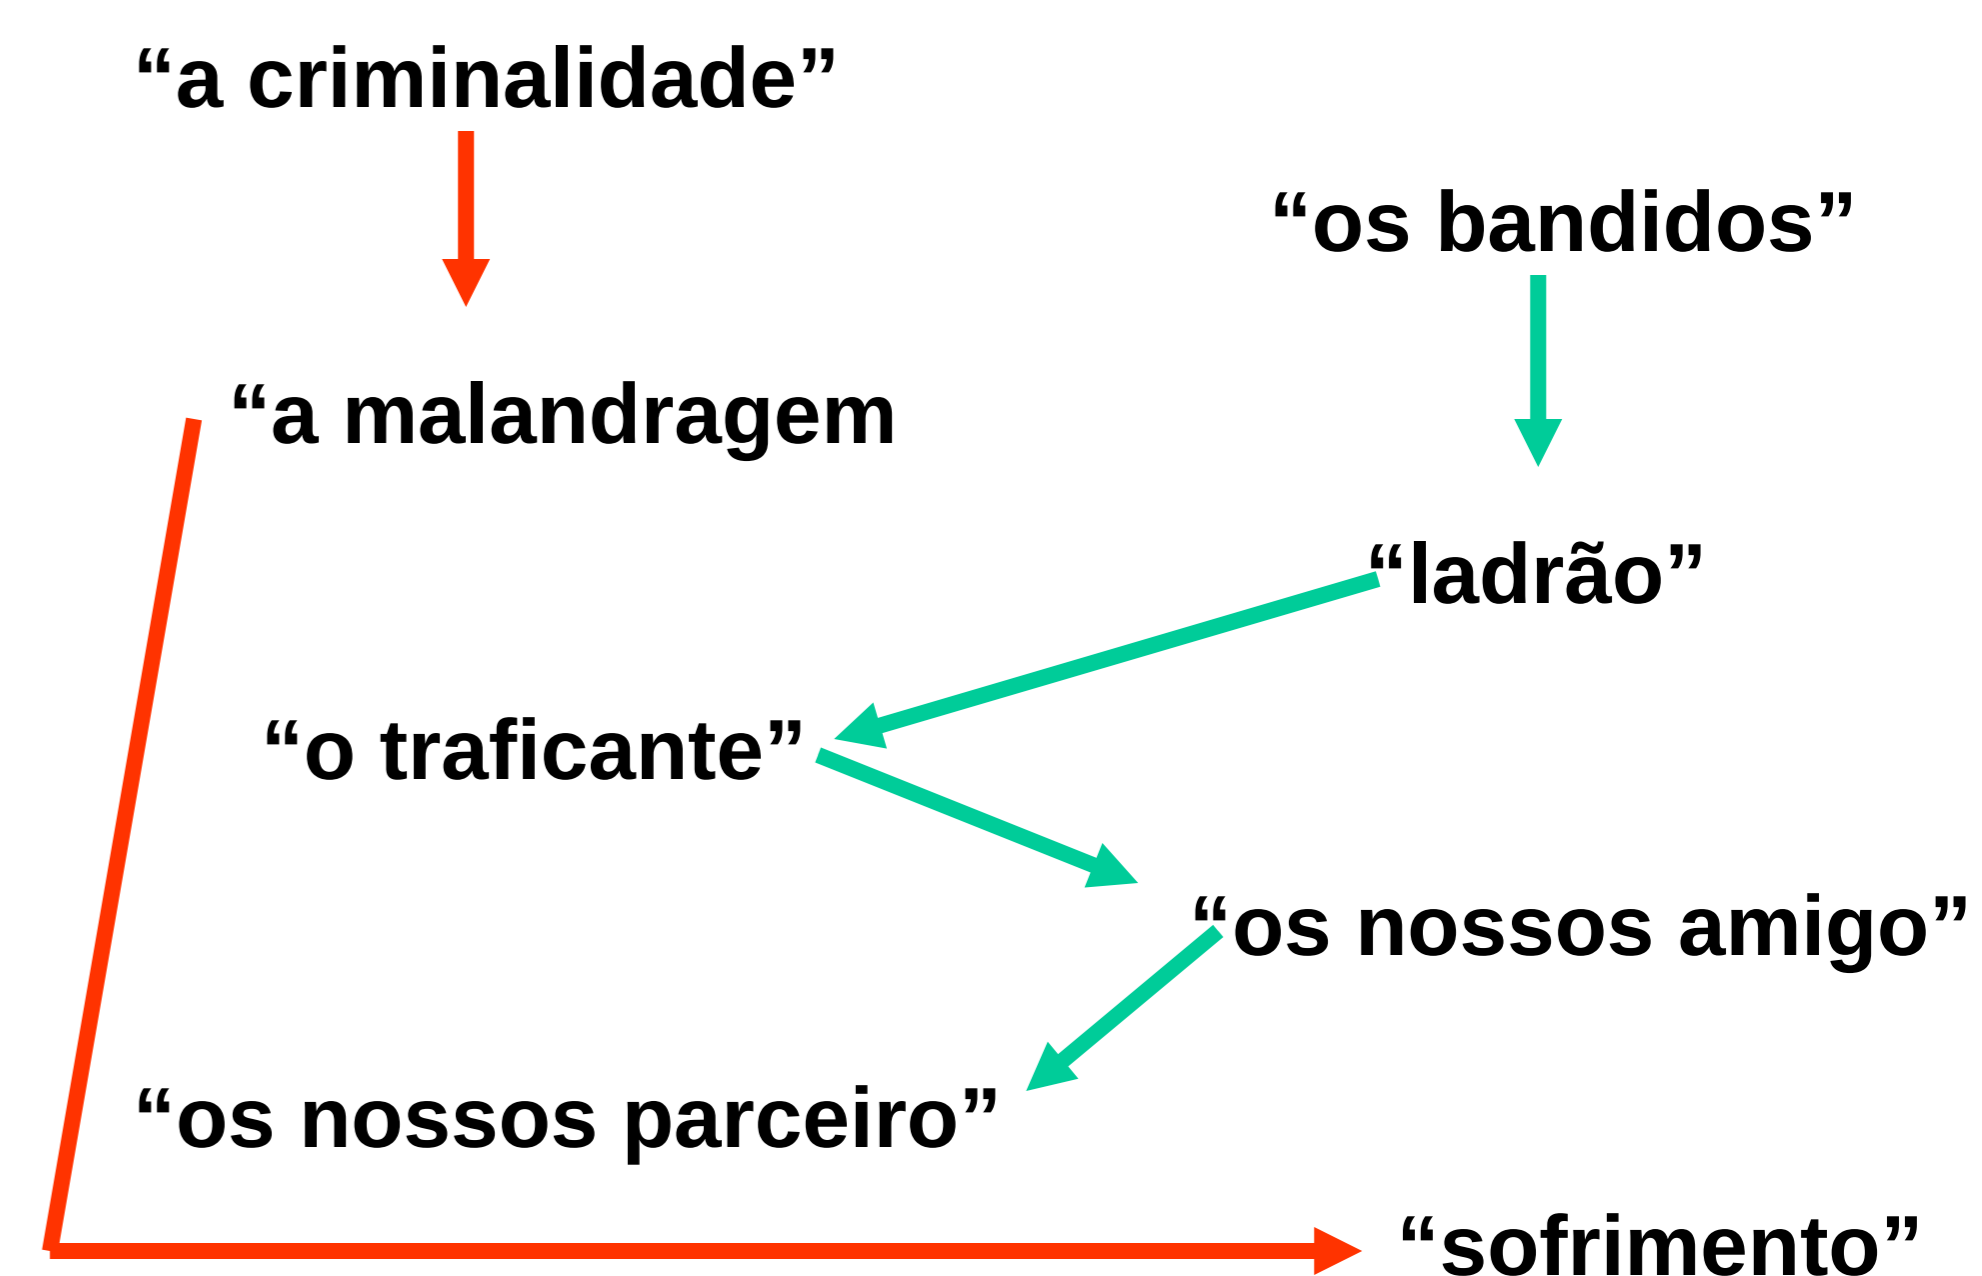 “a criminalidade”
“os bandidos”
“a malandragem
“ladrão”
“o traficante”
“os nossos amigo”
“os nossos parceiro”
“sofrimento”